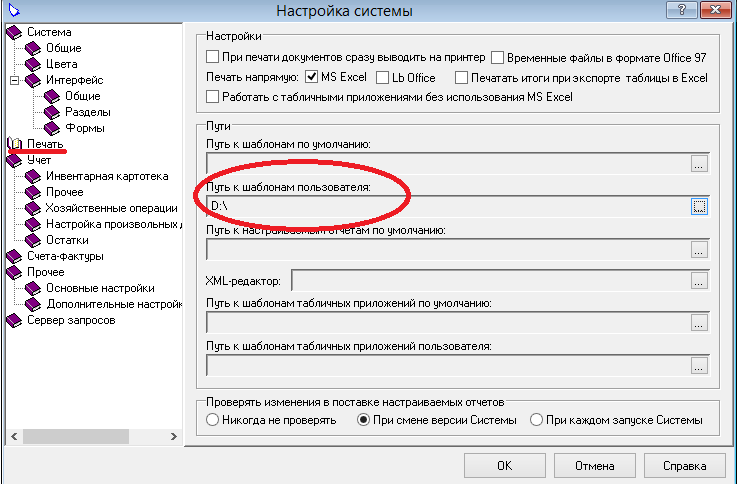 Настройка системы
? ✕
Система
Общие
Цвета
Интерфейс
Общие
Разделы
Формы
Печать
Учет
Инвентарная картотека
Прочее
Хозяйственные операции
Настройка произвольных д
Остатки
Счета-фактуры
Прочее
Основные настройки
Дополнительные настройк
Сервер запросов
Настройки
При печати документов сразу выводить на принтер Временные файлы в формате Office 97
Печать напрямую: MS Excel Lb Office Печатать итоги при экспорте таблицы в Excel
Работать с табличными приложениями без использования MS Excel
Пути
Путь к шаблонам по умолчанию:
...
Путь к шаблонам пользователя:
D:\ ...
Путь к настраиваемым отчетам по умолчанию:
...
XML-редактор: ...
Путь к шаблонам табличных приложений по умолчанию:
...
Путь к шаблонам табличных приложений пользователя:
...
Проверять изменения в поставке настраиваемых отчетов
Никогда не проверять При смене версии Системы При каждом запуске Системы
OK Отмена Справка